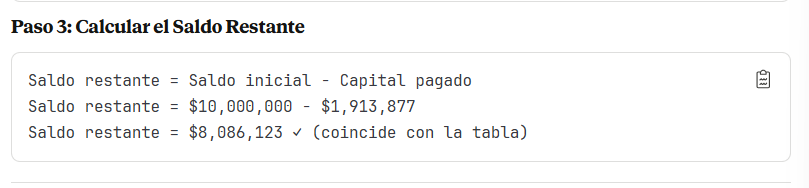 Paso 3: Calcular el Saldo Restante
Saldo restante = Saldo inicial - Capital pagado
Saldo restante = $10,000,000 - $1,913,877
Saldo restante = $8,086,123 ✓ (coincide con la tabla)